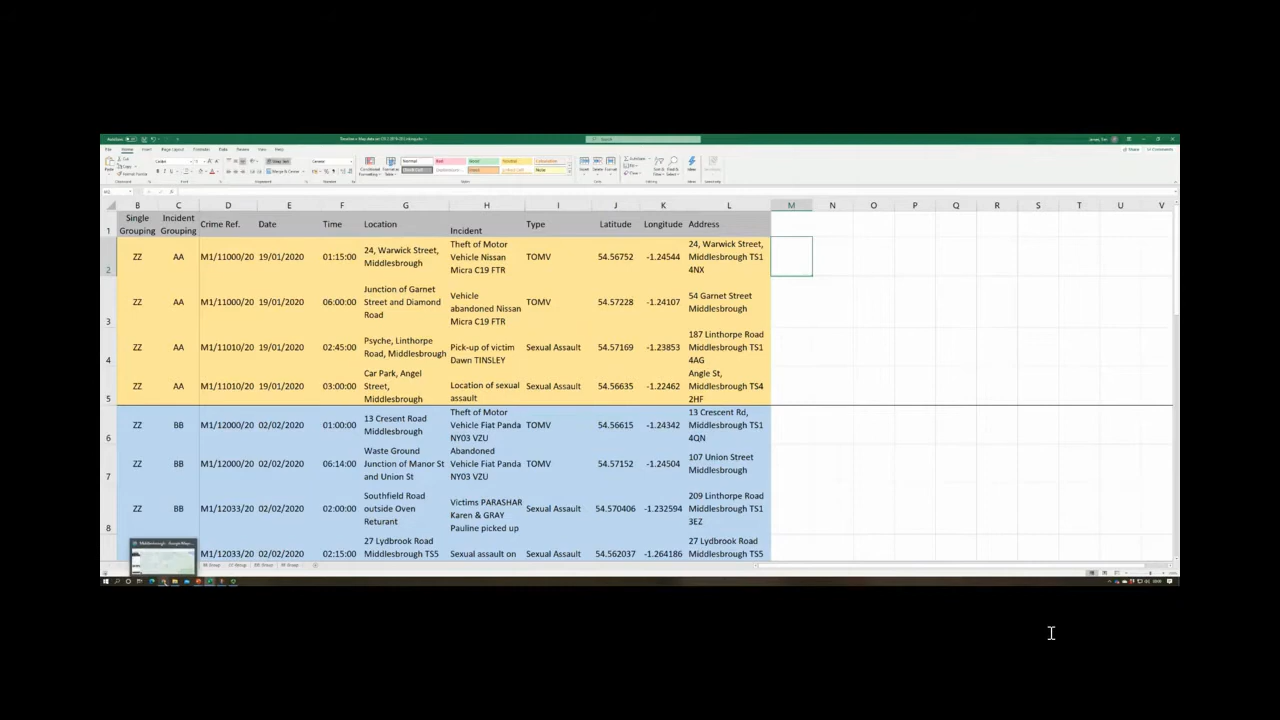 B C D E F G H I J K L M N O P Q R S T U V
1 Single Grouping Incident Grouping Crime Ref. Date Time Location Incident Type Latitude Longitude Address
2 ZZ AA M1/11000/20 19/01/2020 01:15:00 24, Warwick Street, Middlesbrough Theft of Motor Vehicle Nissan Micra C19 FTR TOMV 54.56752 -1.24544 24, Warwick Street, Middlesbrough TS1 4NX
3 ZZ AA M1/11000/20 19/01/2020 06:00:00 Junction of Garnet Street and Diamond Road Vehicle abandoned Nissan Micra C19 FTR TOMV 54.57228 -1.24107 54 Garnet Street Middlesbrough
4 ZZ AA M1/11010/20 19/01/2020 02:45:00 Psyche, Linthorpe Road, Middlesbrough Pick-up of victim Dawn TINSLEY Sexual Assault 54.57169 -1.23853 187 Linthorpe Road Middlesbrough TS1 4AG
5 ZZ AA M1/11010/20 19/01/2020 03:00:00 Car Park, Angel Street, Middlesbrough Location of sexual assault Sexual Assault 54.56635 -1.22462 Angle St, Middlesbrough TS4 2HF
6 ZZ BB M1/12000/20 02/02/2020 01:00:00 13 Cresent Road Middlesbrough Theft of Motor Vehicle Fiat Panda NY03 VZU TOMV 54.56615 -1.24342 13 Crescent Rd, Middlesbrough TS1 4QN
7 ZZ BB M1/12000/20 02/02/2020 06:14:00 Waste Ground Junction of Manor St and Union St Abandoned Vehicle Fiat Panda NY03 VZU TOMV 54.57152 -1.24504 107 Union Street Middlesbrough
8 ZZ BB M1/12033/20 02/02/2020 02:00:00 Southfield Road outside Oven Returant Victims PARASHAR Karen & GRAY Pauline picked up Sexual Assault 54.570406 -1.232594 209 Linthorpe Road Middlesbrough TS1 3EZ
M1/12033/20 02/02/2020 02:15:00 27 Lydbrook Road Middlesbrough TS5 Sexual assault on Sexual Assault 54.562037 -1.264186 27 Lydbrook Road Middlesbrough TS5